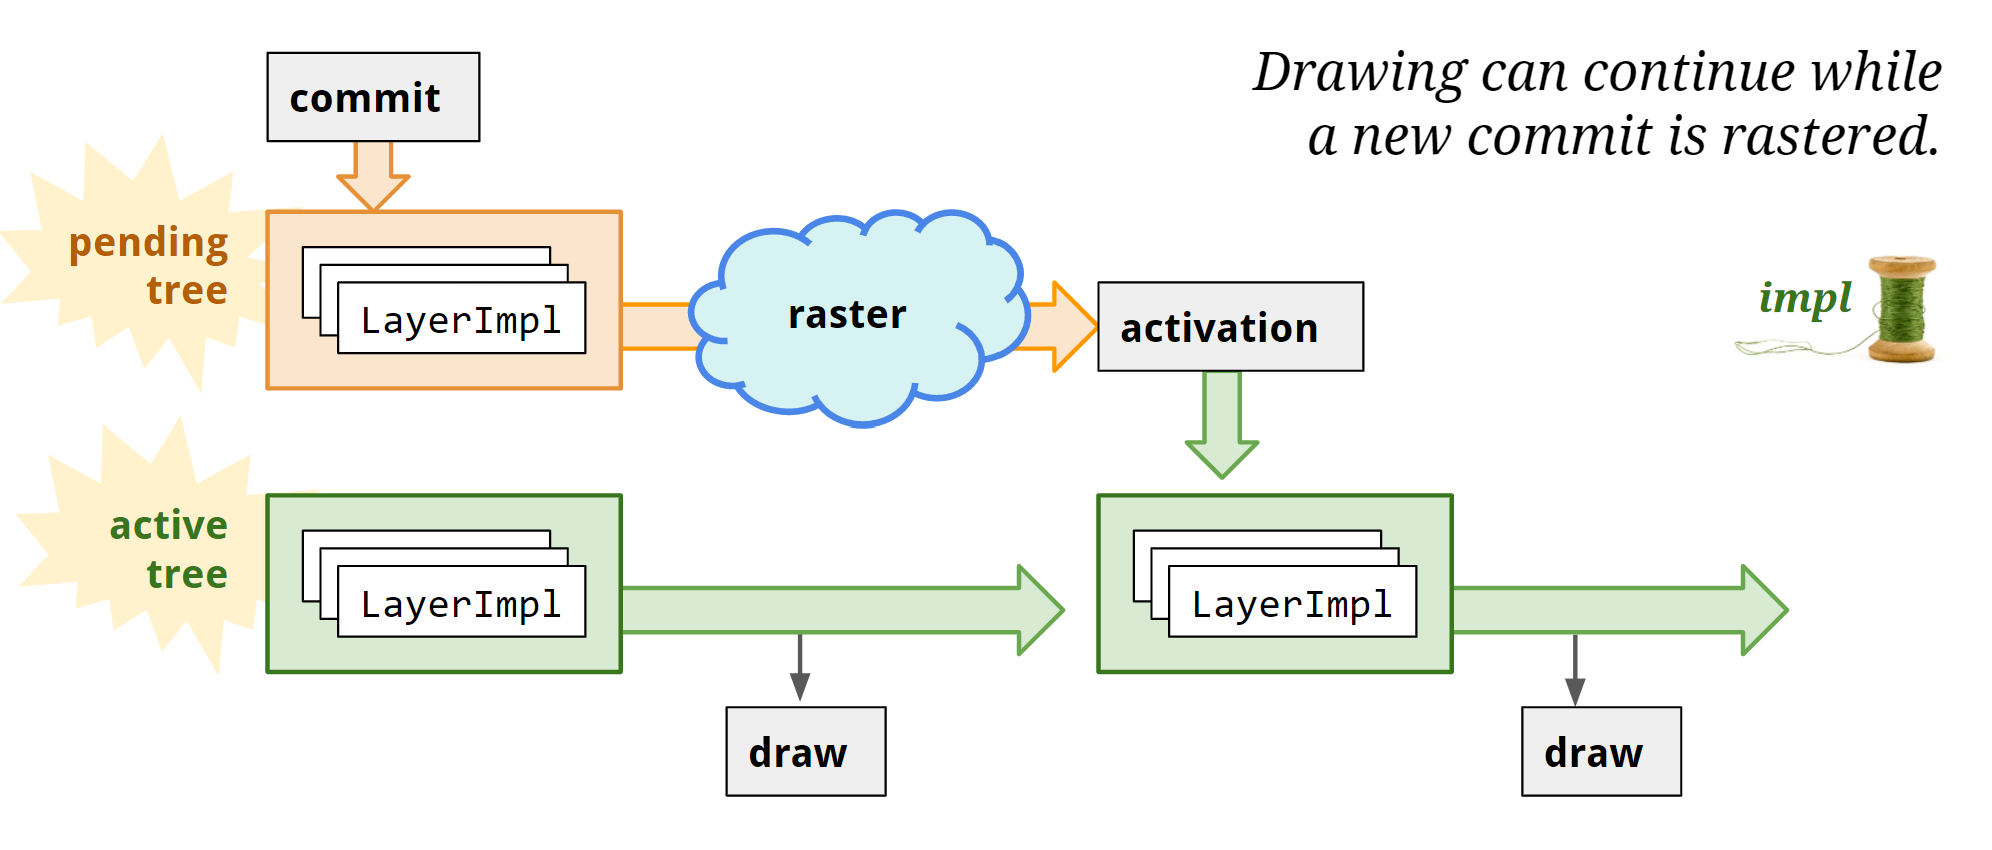 commit
Drawing can continue while
a new commit is rastered.
pending
tree
LayerImpl
raster
activation
impl
active
tree
LayerImpl
LayerImpl
draw
draw